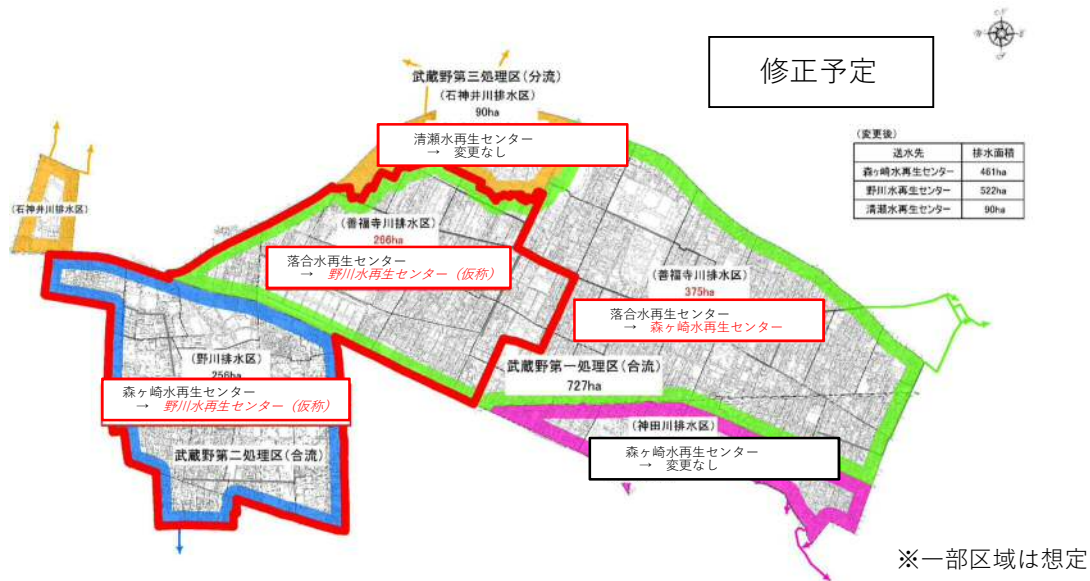 修正予定
武蔵野第三処理区(分流)
(石神井川排水区)
90ha
清瀬水再生センター
→ 変更なし
(変更後)
送水先 排水面積
森ヶ崎水再生センター 461ha
野川水再生センター 522ha
清瀬水再生センター 90ha
(石神井川排水区)
(善福寺川排水区)
266ha
落合水再生センター
→ 野川水再生センター（仮称）
(善福寺川排水区)
375ha
落合水再生センター
→ 森ヶ崎水再生センター
武蔵野第一処理区(合流)
727ha
(野川排水区)
256ha
森ヶ崎水再生センター
→ 野川水再生センター（仮称）
武蔵野第二処理区(合流)
(神田川排水区)
森ヶ崎水再生センター
→ 変更なし
※一部区域は想定